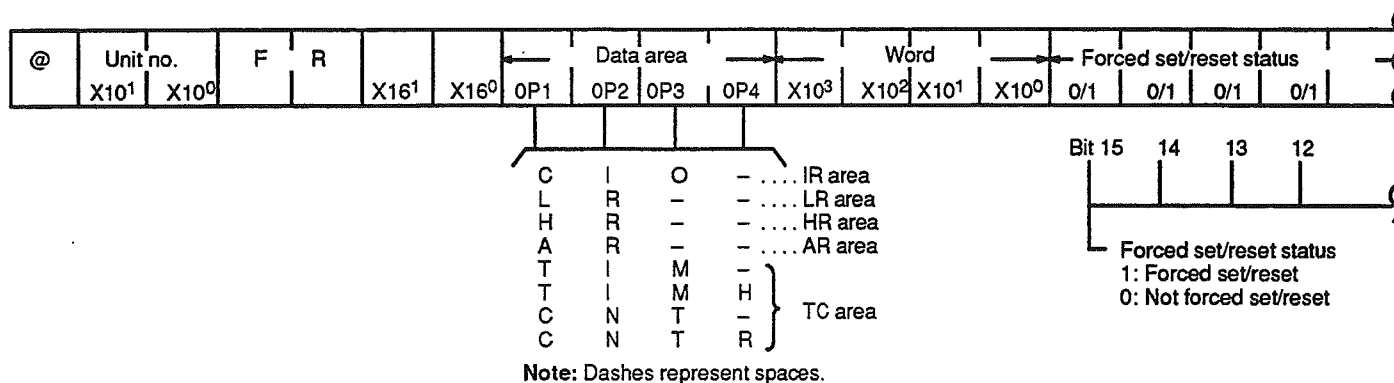 @ Unit no. F R Data area Word Forced set/reset status
X10¹ X10⁰ X16¹ X16⁰ 0P1 0P2 0P3 0P4 X10³ X10² X10¹ X10⁰ 0/1 0/1 0/1 0/1
Bit 15 14 13 12
C I O – .... IR area
L R – – .... LR area
H R – – .... HR area
A R – – .... AR area
T I M –
T I M H
C N T –
C N T R
TC area
Forced set/reset status
1: Forced set/reset
0: Not forced set/reset
Note: Dashes represent spaces.